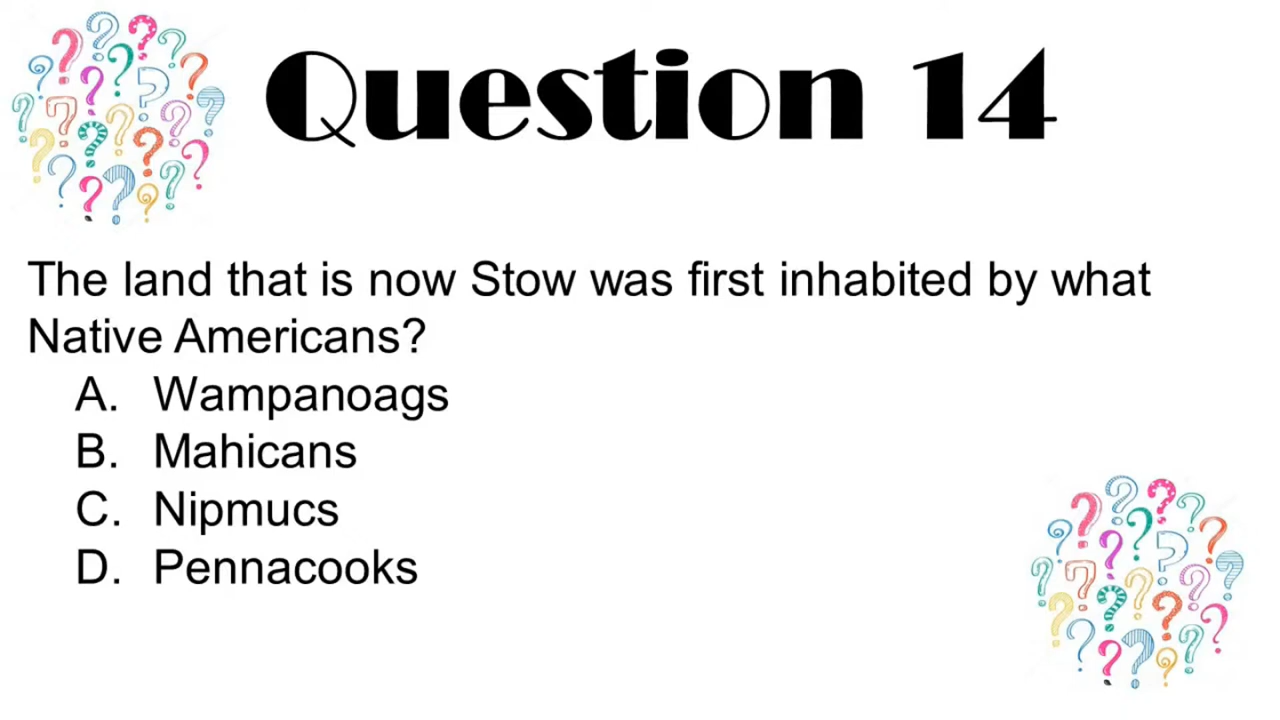 Question 14
The land that is now Stow was first inhabited by what
Native Americans?
A. Wampanoags
B. Mahicans
C. Nipmucs
D. Pennacooks